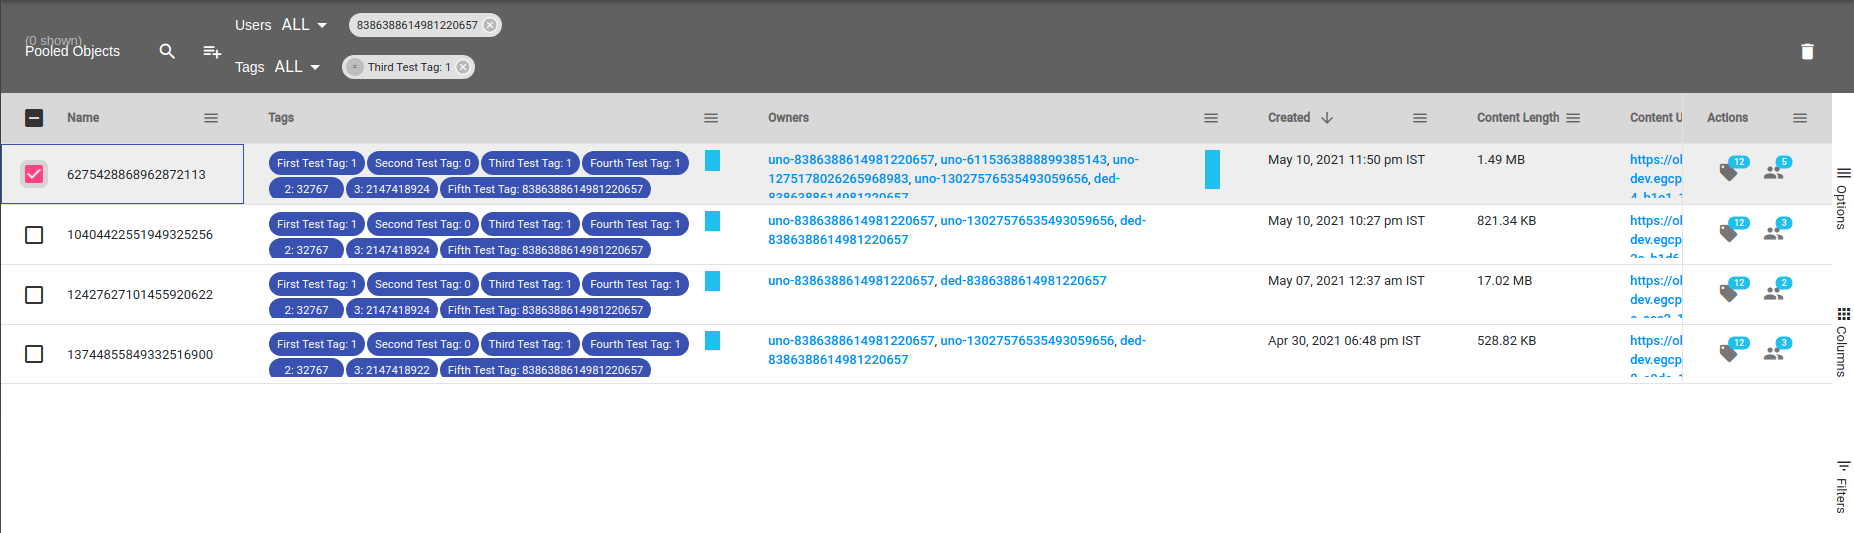 Users ALL 8386388614981220657
(0 shown)
Pooled Objects
Tags ALL = Third Test Tag: 1
Name Tags Owners Created Content Length Content U Actions
6275428868962872113
First Test Tag: 1 Second Test Tag: 0 Third Test Tag: 1 Fourth Test Tag: 1
2: 32767 3: 2147418924 Fifth Test Tag: 8386388614981220657
uno-8386388614981220657, uno-6115363888899385143, uno-
1275178026265968983, uno-13027576535493059656, ded-
8386388614981220657
May 10, 2021 11:50 pm IST
1.49 MB
https://ol
dev.egcp
12 5
10404422551949325256
First Test Tag: 1 Second Test Tag: 0 Third Test Tag: 1 Fourth Test Tag: 1
2: 32767 3: 2147418924 Fifth Test Tag: 8386388614981220657
uno-8386388614981220657, uno-13027576535493059656, ded-
8386388614981220657
May 10, 2021 10:27 pm IST
821.34 KB
https://ol
dev.egcp
12 3
12427627101455920622
First Test Tag: 1 Second Test Tag: 0 Third Test Tag: 1 Fourth Test Tag: 1
2: 32767 3: 2147418924 Fifth Test Tag: 8386388614981220657
uno-8386388614981220657, ded-8386388614981220657
May 07, 2021 12:37 am IST
17.02 MB
https://ol
dev.egcp
12 2
13744855849332516900
First Test Tag: 1 Second Test Tag: 0 Third Test Tag: 1 Fourth Test Tag: 1
2: 32767 3: 2147418922 Fifth Test Tag: 8386388614981220657
uno-8386388614981220657, uno-13027576535493059656, ded-
8386388614981220657
Apr 30, 2021 06:48 pm IST
528.82 KB
https://ol
dev.egcp
12 3
Options
Columns
Filters